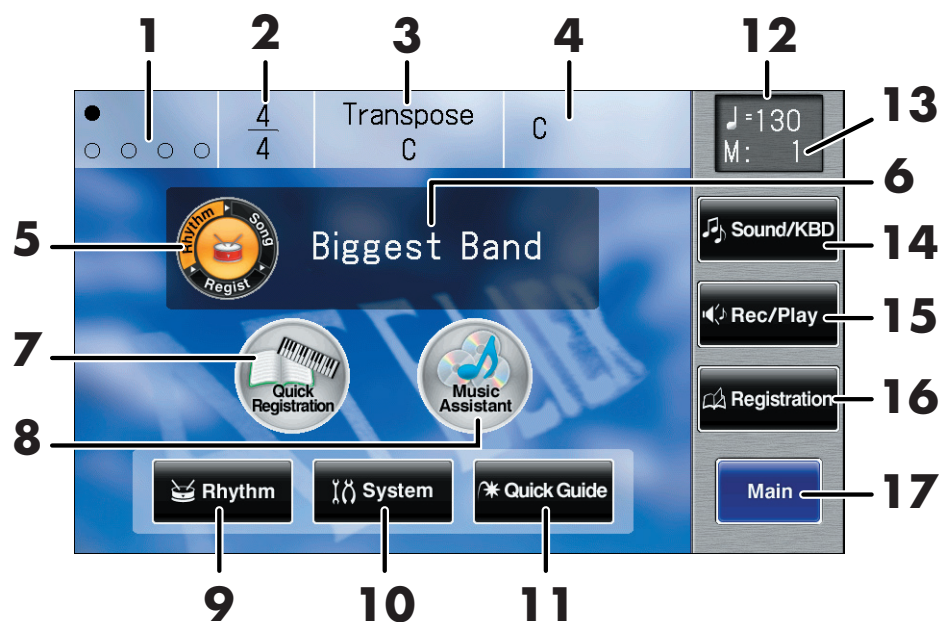 1 2 3 4 12
4
4
Transpose
C
C
♩=130
M: 1
13
6
5
Rhythm
Song
Regist
Biggest Band
Sound/KBD
14
Rec/Play
15
7
Quick
Registration
Music
Assistant
Registration
16
8
ATELIER
Rhythm
System
Quick Guide
Main
17
9 10 11